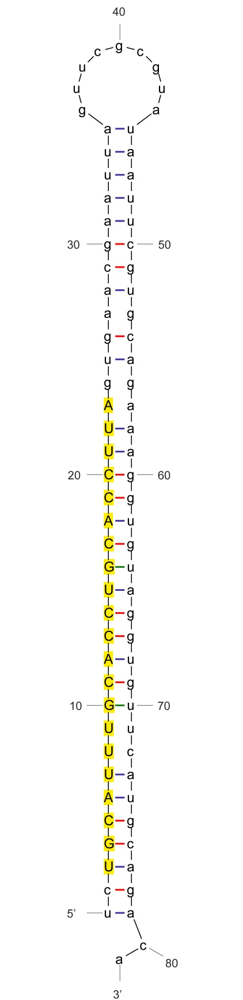 40
c g c
u g
u u
g a
a u
u a
u a
a u
a u
30 g c 50
c g
a u
a g
g c
u a
g g
A a
U a
U a
20 C g 60
C g
A u
C g
G u
U a
C g
C g
A u
C g
10 G u 70
U u
U c
U a
A u
C g
G c
U a
c g
5’ u a
c
a 80
3’